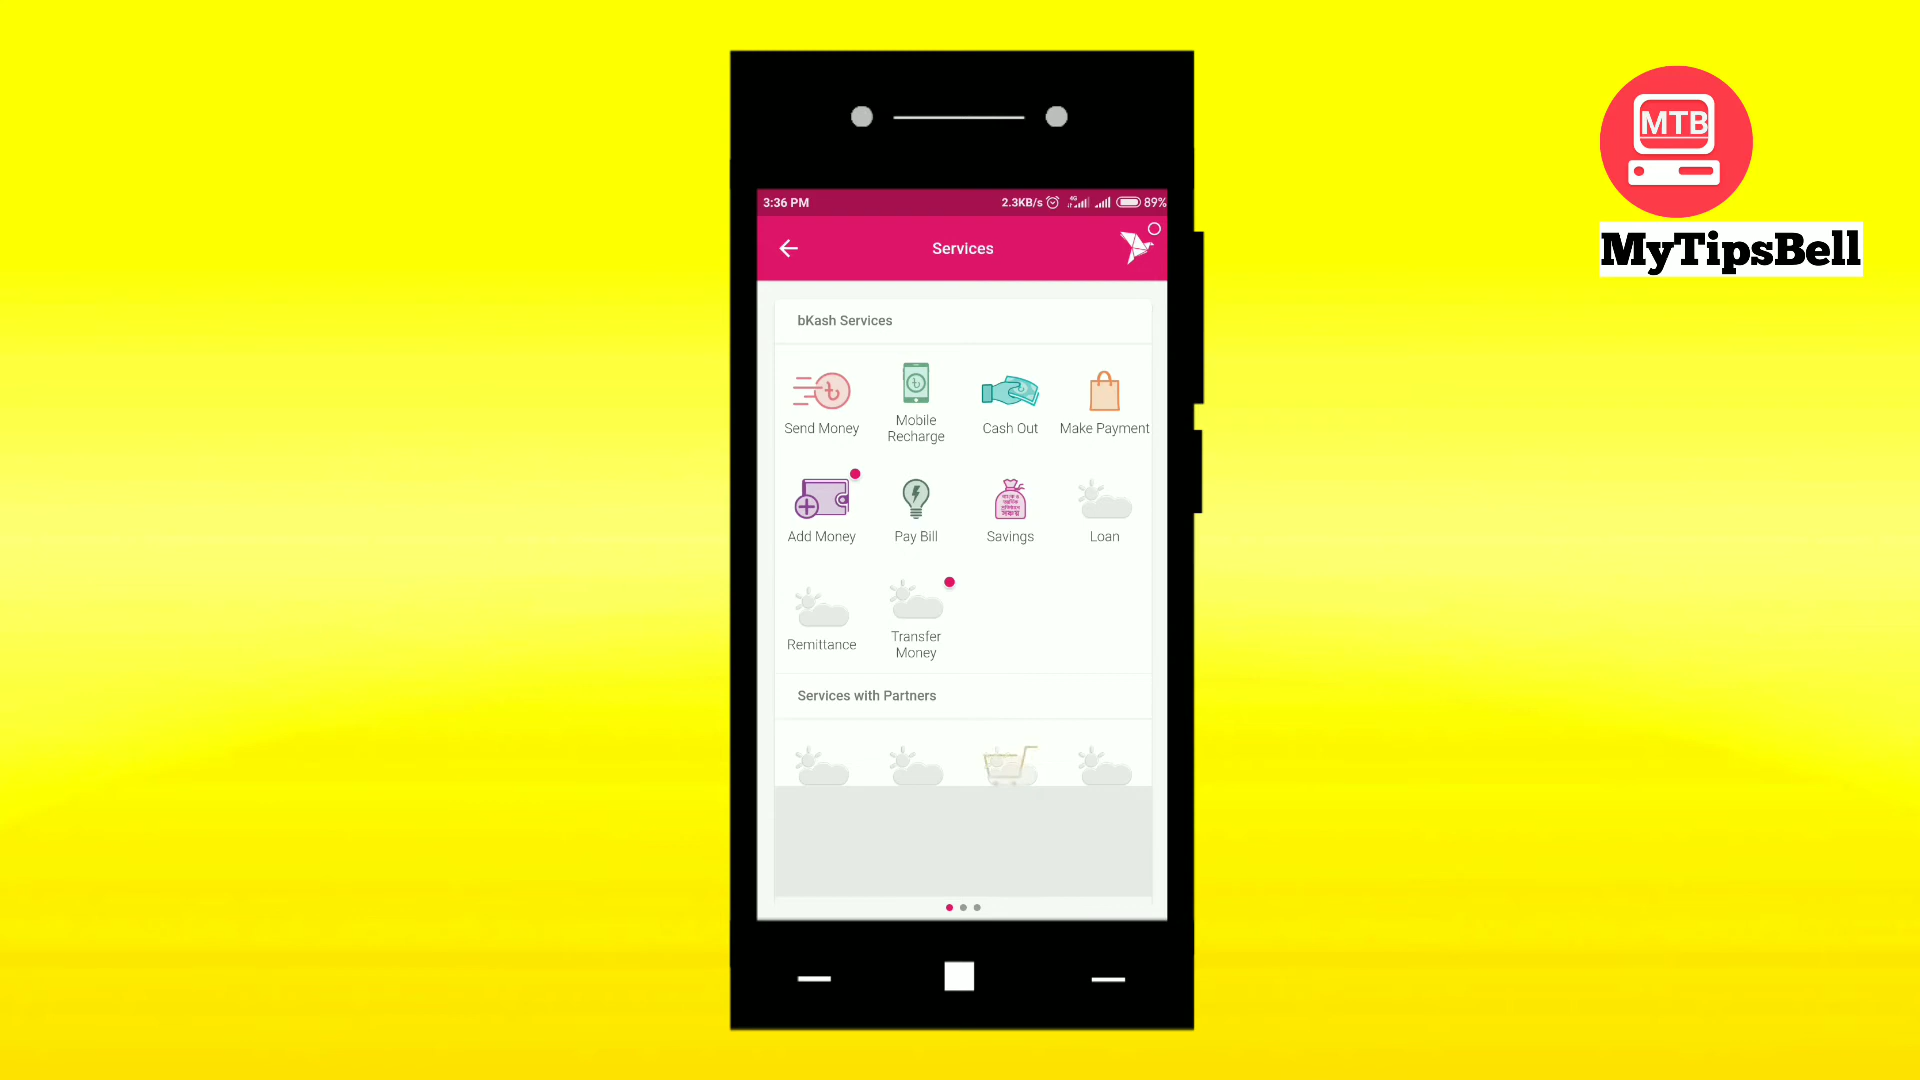 MTB
MyTipsBell
3:36 PM
2.3KB/s
4G
89%
Services
bKash Services
Send Money
Mobile
Recharge
Cash Out
Make Payment
Add Money
Pay Bill
Savings
Loan
Remittance
Transfer
Money
Services with Partners